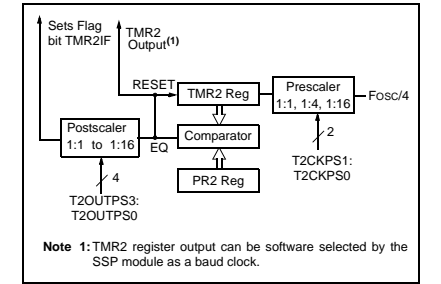 Sets Flag
bit TMR2IF
TMR2
Output(1)
RESET
TMR2 Reg
Prescaler
1:1, 1:4, 1:16
FOSC/4
Postscaler
1:1 to 1:16
EQ
Comparator
2
T2CKPS1:
T2CKPS0
4
PR2 Reg
T2OUTPS3:
T2OUTPS0
Note 1: TMR2 register output can be software selected by the
SSP module as a baud clock.